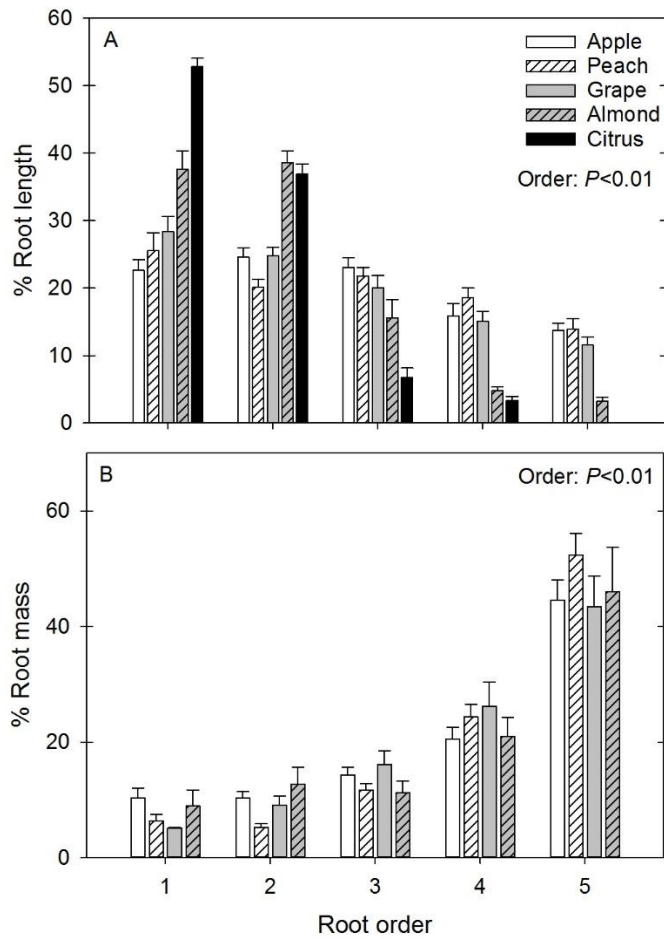 60
A
Apple
Peach
Grape
Almond
Citrus
Order: P<0.01
50
40
30
20
10
0
% Root length
B
Order: P<0.01
60
40
20
0
% Root mass
1 2 3 4 5
Root order